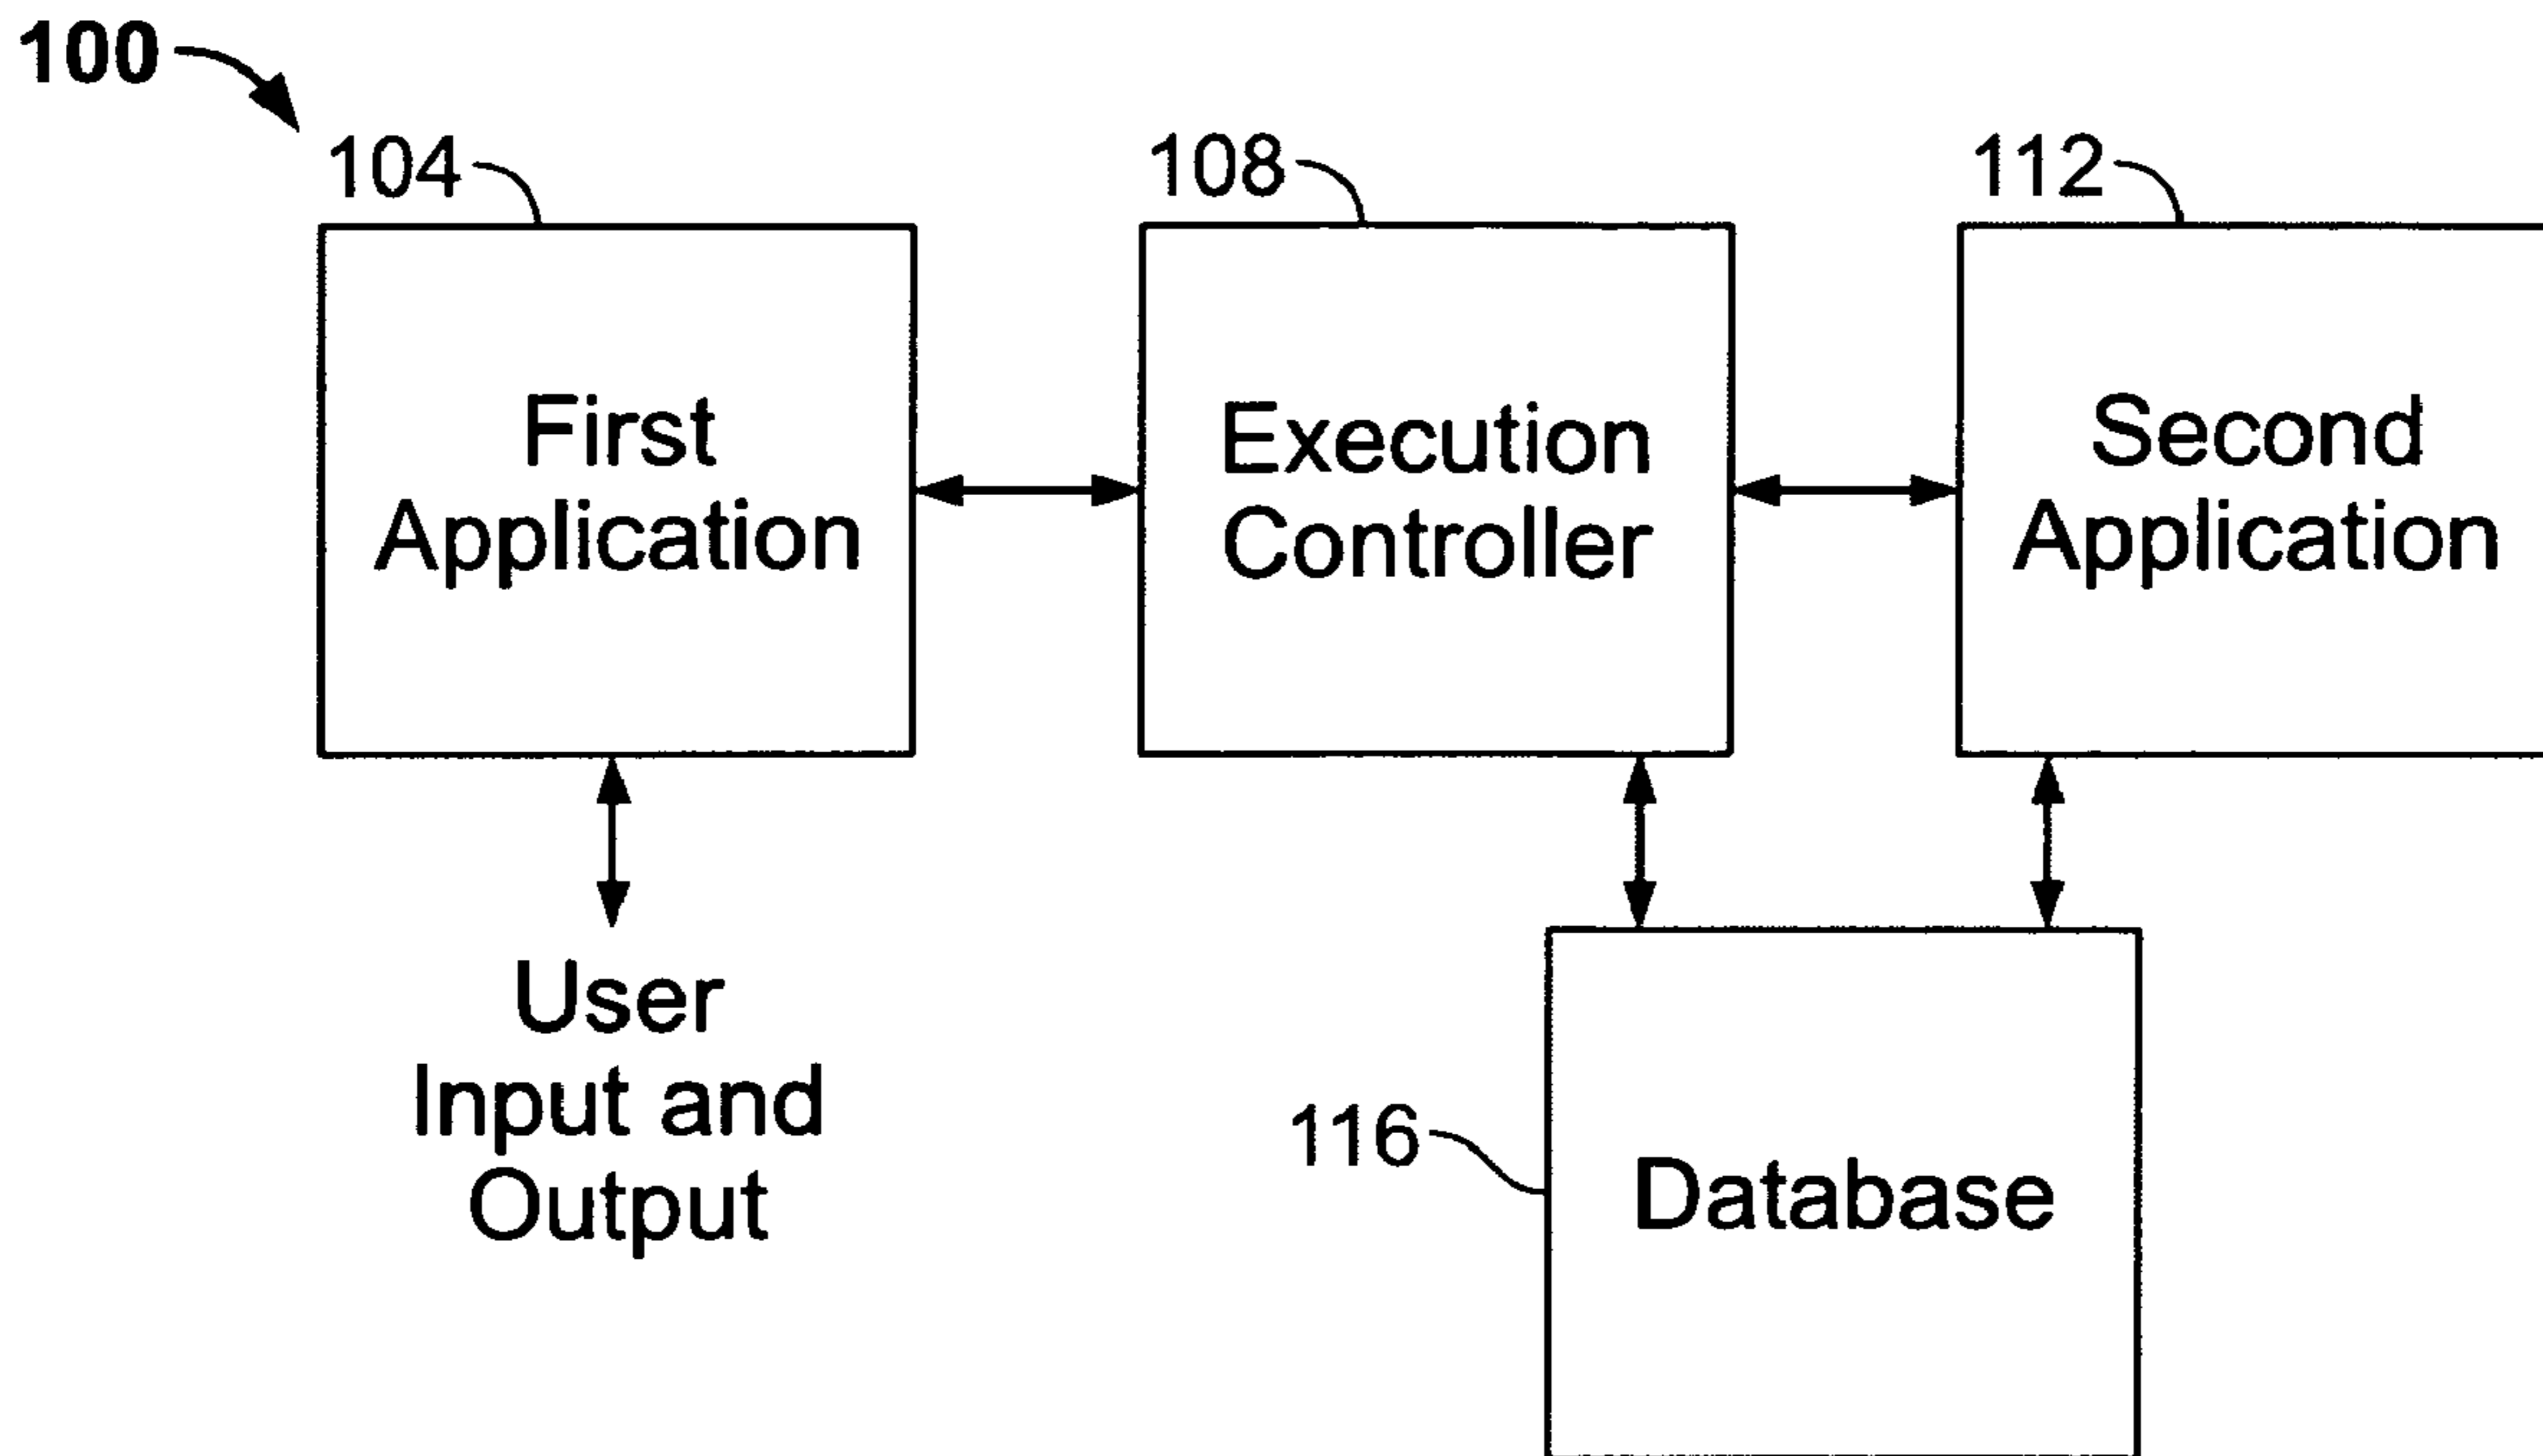 100
104
108
112
First
Application
Execution
Controller
Second
Application
User
Input and
Output
116
Database